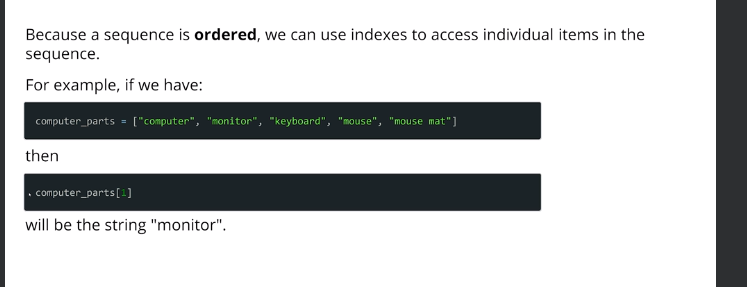 Because a sequence is ordered, we can use indexes to access individual items in the
sequence.
For example, if we have:
computer_parts = ["computer", "monitor", "keyboard", "mouse", "mouse mat"]
then
computer_parts[1]
will be the string "monitor".